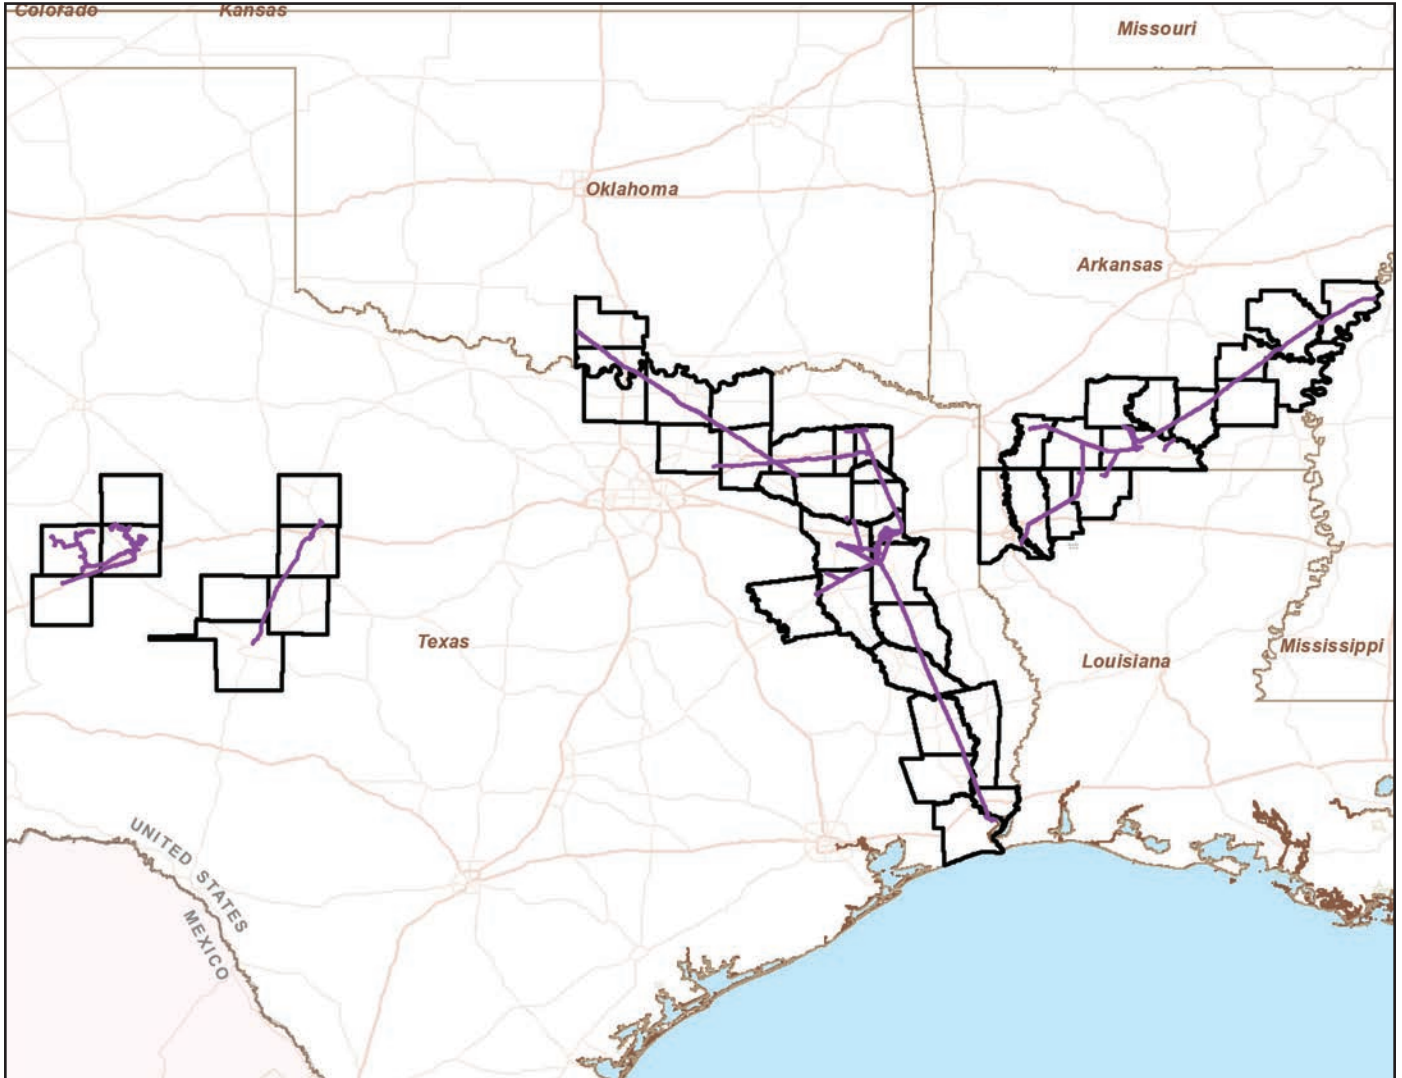 Colorado
Kansas
Missouri
Oklahoma
Arkansas
Texas
Louisiana
Mississippi
UNITED STATES
MEXICO